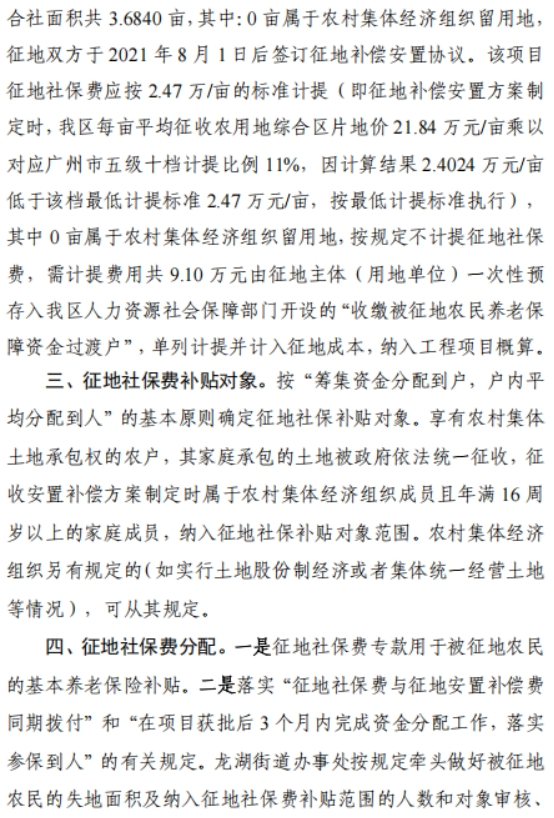 合社面积共 3.6840 亩，其中：0 亩属于农村集体经济组织留用地，
征地双方于 2021 年 8 月 1 日后签订征地补偿安置协议。该项目
征地社保费应按 2.47 万/亩的标准计提（即征地补偿安置方案制
定时，我区每亩平均征收农用地综合区片地价 21.84 万元/亩乘以
对应广州市五级十档计提比例 11%，因计算结果 2.4024 万元/亩
低于该档最低计提标准 2.47 万元/亩，按最低计提标准执行），
其中 0 亩属于农村集体经济组织留用地，按规定不计提征地社保
费，需计提费用共 9.10 万元由征地主体（用地单位）一次性预
存入我区人力资源社会保障部门开设的“收缴被征地农民养老保
障资金过渡户”，单列计提并计入征地成本，纳入工程项目概算。
三、征地社保费补贴对象。按“筹集资金分配到户，户内平
均分配到人”的基本原则确定征地社保补贴对象。享有农村集体
土地承包权的农户，其家庭承包的土地被政府依法统一征收，征
收安置补偿方案制定时属于农村集体经济组织成员且年满 16 周
岁以上的家庭成员，纳入征地社保补贴对象范围。农村集体经济
组织另有规定的（如实行土地股份制经济或者集体统一经营土地
等情况），可从其规定。
四、征地社保费分配。一是征地社保费专款用于被征地农民
的基本养老保险补贴。二是落实“征地社保费与征地安置补偿费
同期拨付”和“在项目获批后 3 个月内完成资金分配工作，落实
参保到人”的有关规定。龙湖街道办事处按规定牵头做好被征地
农民的失地面积及纳入征地社保费补贴范围的人数和对象审核、